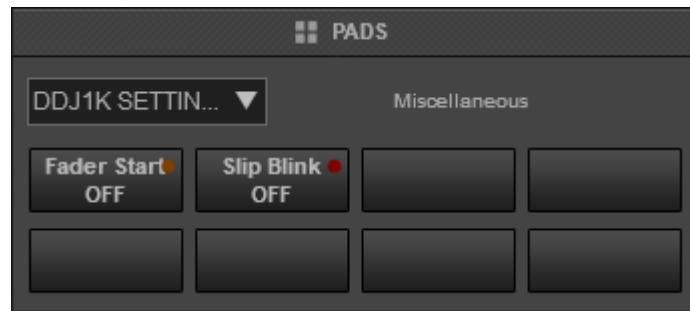 PADS
DDJ1K SETTIN... ▼
Miscellaneous
Fader Start
OFF
Slip Blink
OFF